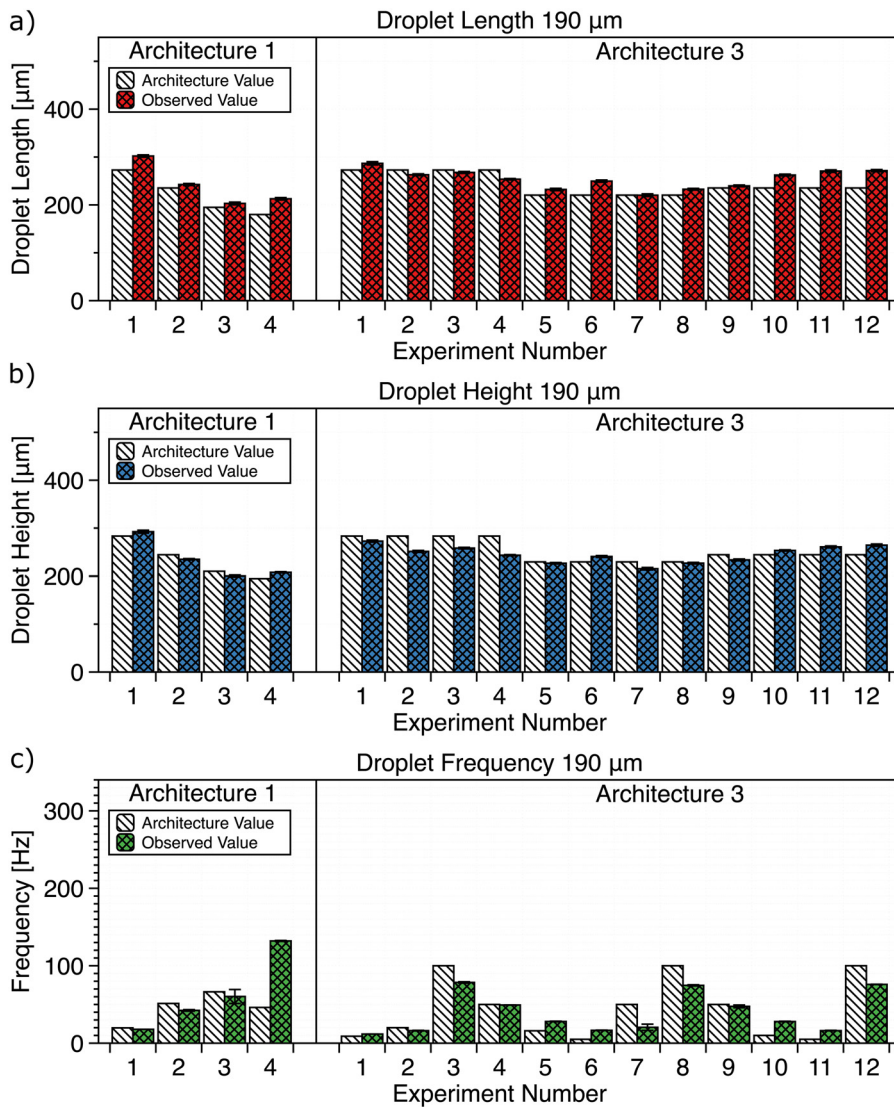 a)
Droplet Length 190 µm
Architecture 1
Architecture 3
Architecture Value
Observed Value
Droplet Length [µm]
400
200
0
1 2 3 4 1 2 3 4 5 6 7 8 9 10 11 12
Experiment Number
b)
Droplet Height 190 µm
Architecture 1
Architecture 3
Architecture Value
Observed Value
Droplet Height [µm]
400
200
0
1 2 3 4 1 2 3 4 5 6 7 8 9 10 11 12
Experiment Number
c)
Droplet Frequency 190 µm
Architecture 1
Architecture 3
Architecture Value
Observed Value
Frequency [Hz]
300
200
100
0
1 2 3 4 1 2 3 4 5 6 7 8 9 10 11 12
Experiment Number